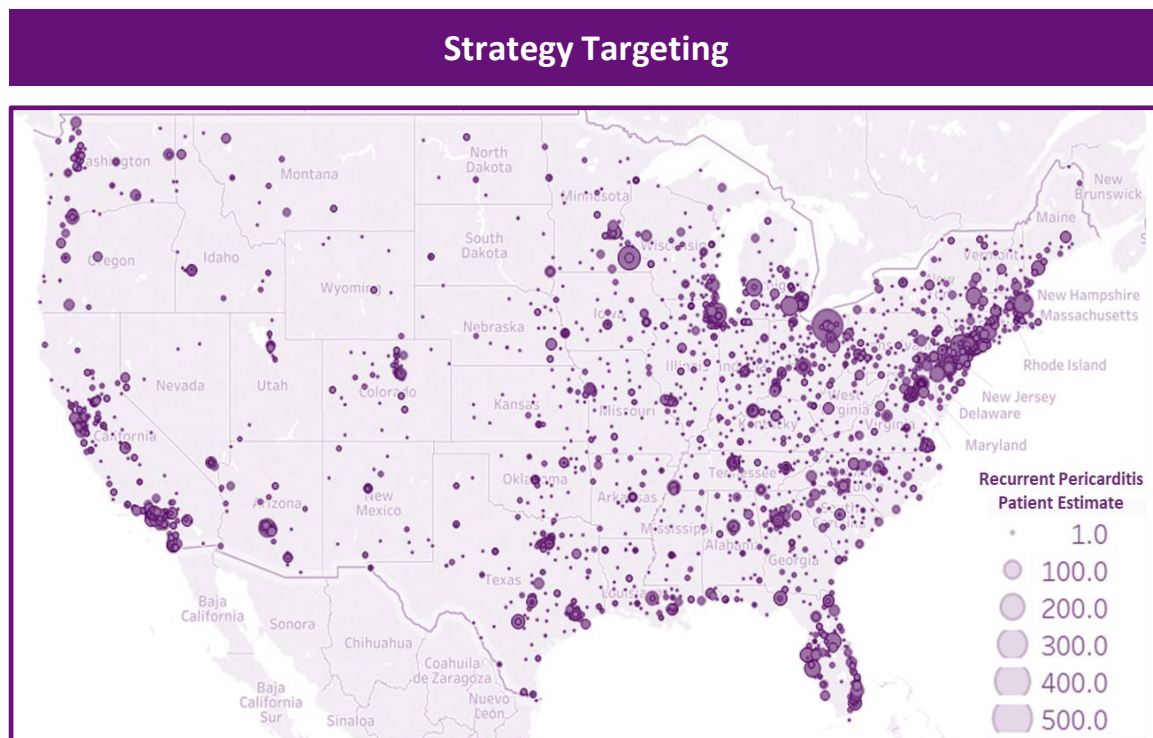 Strategy Targeting
North
Dakota
Montana
Minnesota
New
Brunswick
Maine
South
Dakota
Wisconsin
Vermont
Oregon
Idaho
Wyoming
New Hampshire
Massachusetts
Iowa
Nebraska
Rhode Island
Illinois
Indiana
Nevada
Utah
Colorado
Kansas
Missouri
West
Virginia
New Jersey
Delaware
Kentucky
Virginia
California
Maryland
Tennessee
Oklahoma
Arkansas
Arizona
New
Mexico
Mississippi
Alabama
Georgia
Texas
Louisiana
Recurrent Pericarditis
Patient Estimate
1.0
100.0
200.0
300.0
400.0
500.0
Baja
California
Sonora
Chihuahua
Coahuila
de Zaragoza
Baja
California
Sur
Sinaloa
Nuevo
León